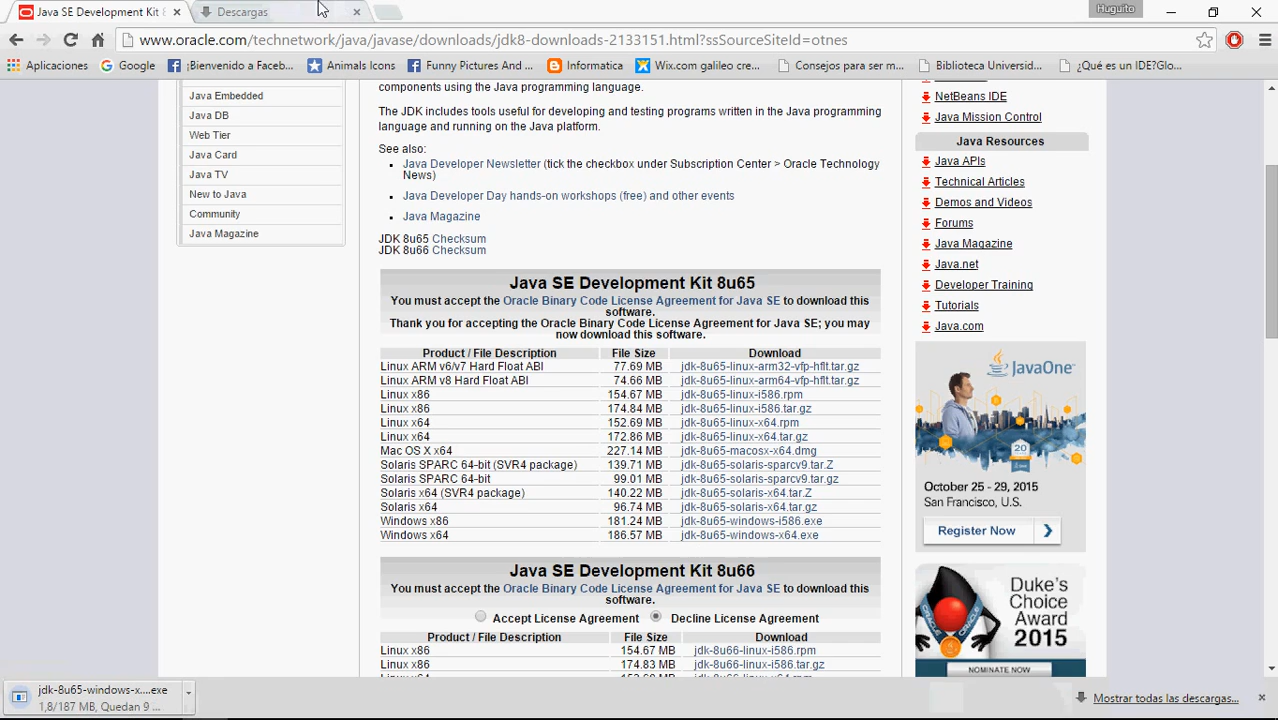 Java SE Development Kit 8
Descargas
Huguito
www.oracle.com/technetwork/java/javase/downloads/jdk8-downloads-2133151.html?ssSourceSiteId=otnes
Aplicaciones
Google
¡Bienvenido a Faceb...
Animals Icons
Funny Pictures And ...
Informatica
Wix.com galileo cre...
Consejos para ser m...
Biblioteca Universid...
¿Qué es un IDE?Glo...
Java Embedded
Java DB
Web Tier
Java Card
Java TV
New to Java
Community
Java Magazine
components using the Java programming language.
The JDK includes tools useful for developing and testing programs written in the Java programming
language and running on the Java platform.
See also:
Java Developer Newsletter (tick the checkbox under Subscription Center > Oracle Technology
News)
Java Developer Day hands-on workshops (free) and other events
Java Magazine
JDK 8u65 Checksum
JDK 8u66 Checksum
Java SE Development Kit 8u65
You must accept the Oracle Binary Code License Agreement for Java SE to download this
software.
Thank you for accepting the Oracle Binary Code License Agreement for Java SE; you may
now download this software.
Product / File Description File Size Download
Linux ARM v6/v7 Hard Float ABI 77.69 MB jdk-8u65-linux-arm32-vfp-hflt.tar.gz
Linux ARM v8 Hard Float ABI 74.66 MB jdk-8u65-linux-arm64-vfp-hflt.tar.gz
Linux x86 154.67 MB jdk-8u65-linux-i586.rpm
Linux x86 174.84 MB jdk-8u65-linux-i586.tar.gz
Linux x64 152.69 MB jdk-8u65-linux-x64.rpm
Linux x64 172.86 MB jdk-8u65-linux-x64.tar.gz
Mac OS X x64 227.14 MB jdk-8u65-macosx-x64.dmg
Solaris SPARC 64-bit (SVR4 package) 139.71 MB jdk-8u65-solaris-sparcv9.tar.Z
Solaris SPARC 64-bit 99.01 MB jdk-8u65-solaris-sparcv9.tar.gz
Solaris x64 (SVR4 package) 140.22 MB jdk-8u65-solaris-x64.tar.Z
Solaris x64 96.74 MB jdk-8u65-solaris-x64.tar.gz
Windows x86 181.24 MB jdk-8u65-windows-i586.exe
Windows x64 186.57 MB jdk-8u65-windows-x64.exe
Java SE Development Kit 8u66
You must accept the Oracle Binary Code License Agreement for Java SE to download this
software.
Accept License Agreement Decline License Agreement
Product / File Description File Size Download
Linux x86 154.67 MB jdk-8u66-linux-i586.rpm
Linux x86 174.83 MB jdk-8u66-linux-i586.tar.gz
NetBeans IDE
Java Mission Control
Java Resources
Java APIs
Technical Articles
Demos and Videos
Forums
Java Magazine
Java.net
Developer Training
Tutorials
Java.com
JavaOne
ORACLE
20
October 25 - 29, 2015
San Francisco, U.S.
Register Now
Duke's
Choice
Award
2015
NOMINATE NOW
jdk-8u65-windows-x....exe
1,8/187 MB, Quedan 9 ...
Mostrar todas las descargas...